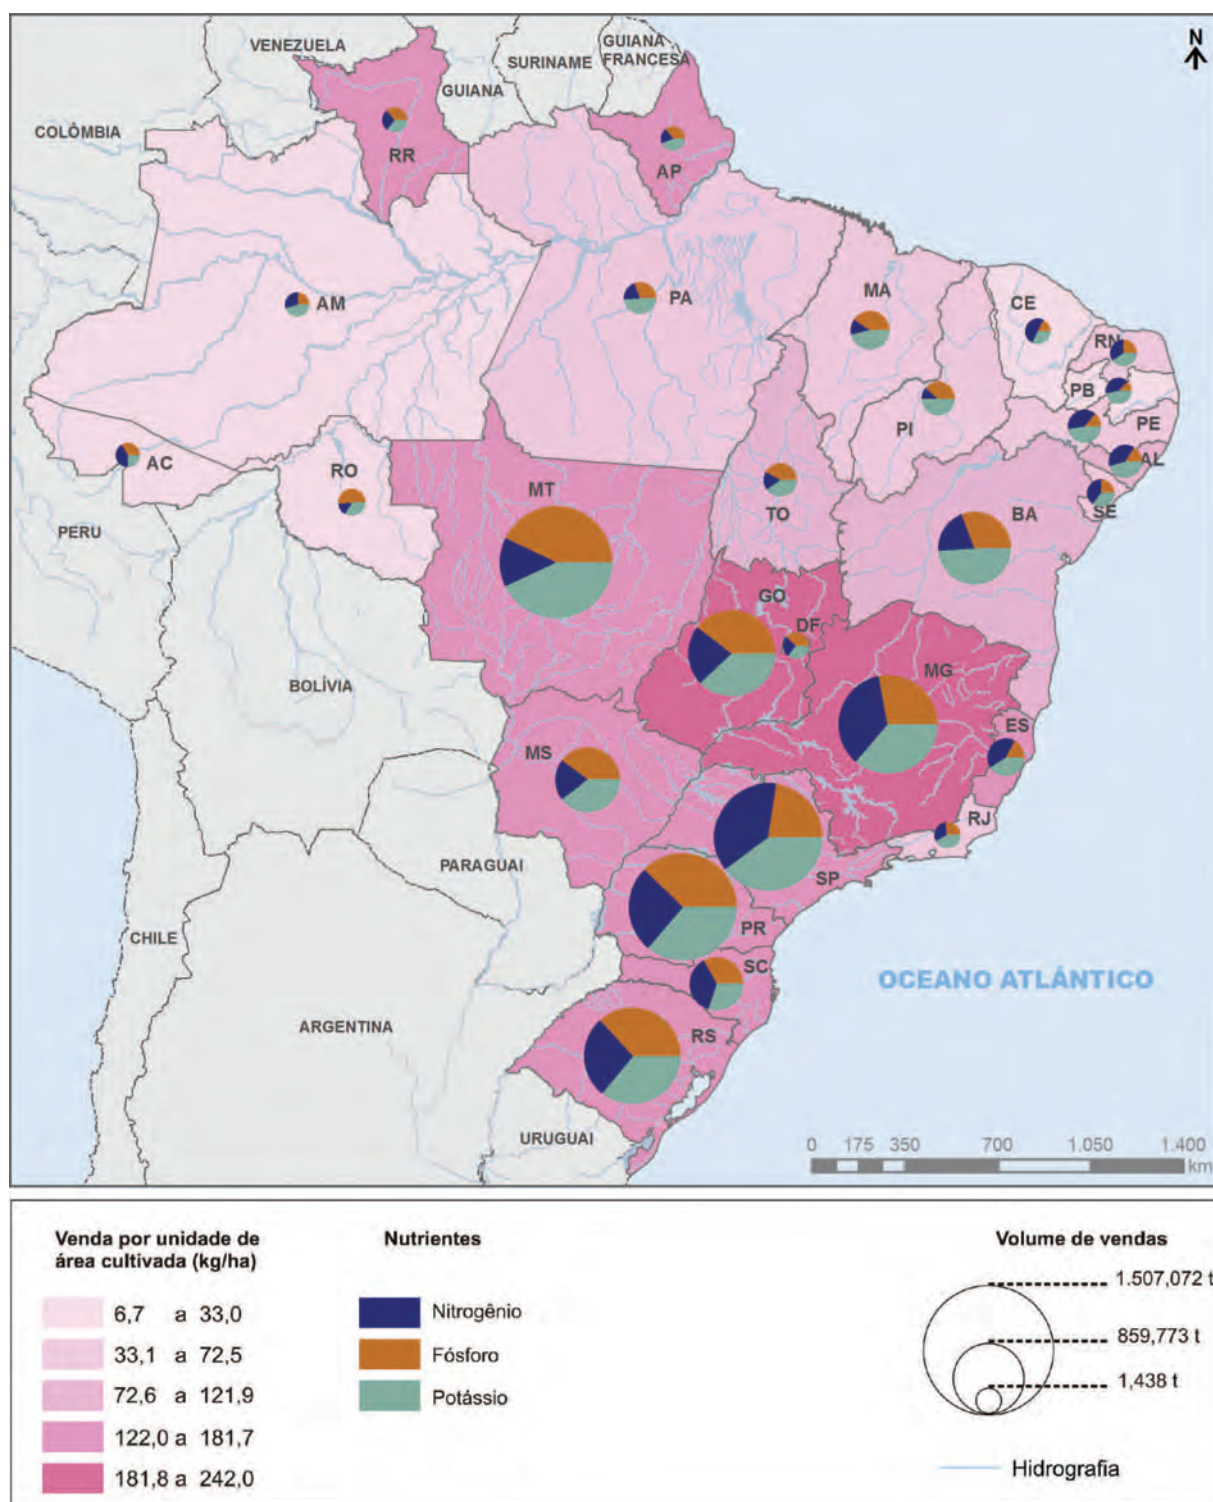 VENEZUELA
GUIANA
FRANCESA
SURINAME
N
GUIANA
COLÔMBIA
RR
AP
AM
PA
MA
CE
RN
PB
PE
PI
AC
RO
MT
TO
AL
SE
BA
PERU
GO
DF
BOLÍVIA
MG
MS
ES
RJ
PARAGUAI
SP
CHILE
PR
SC
OCEANO ATLÁNTICO
ARGENTINA
RS
URUGUAI
0 175 350 700 1.050 1.400
km
Venda por unidade de
área cultivada (kg/ha)
6,7 a 33,0
33,1 a 72,5
72,6 a 121,9
122,0 a 181,7
181,8 a 242,0
Nutrientes
Nitrogênio
Fósforo
Potássio
Volume de vendas
1.507,072 t
859,773 t
1,438 t
Hidrografia